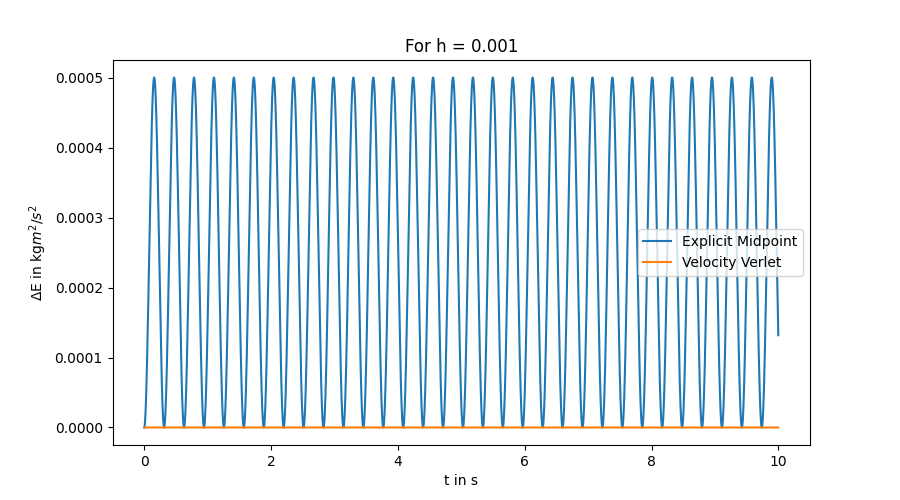 For h = 0.001
ΔE in kgm²/s²
0.0005
0.0004
0.0003
0.0002
0.0001
0.0000
Explicit Midpoint
Velocity Verlet
0 2 4 6 8 10
t in s